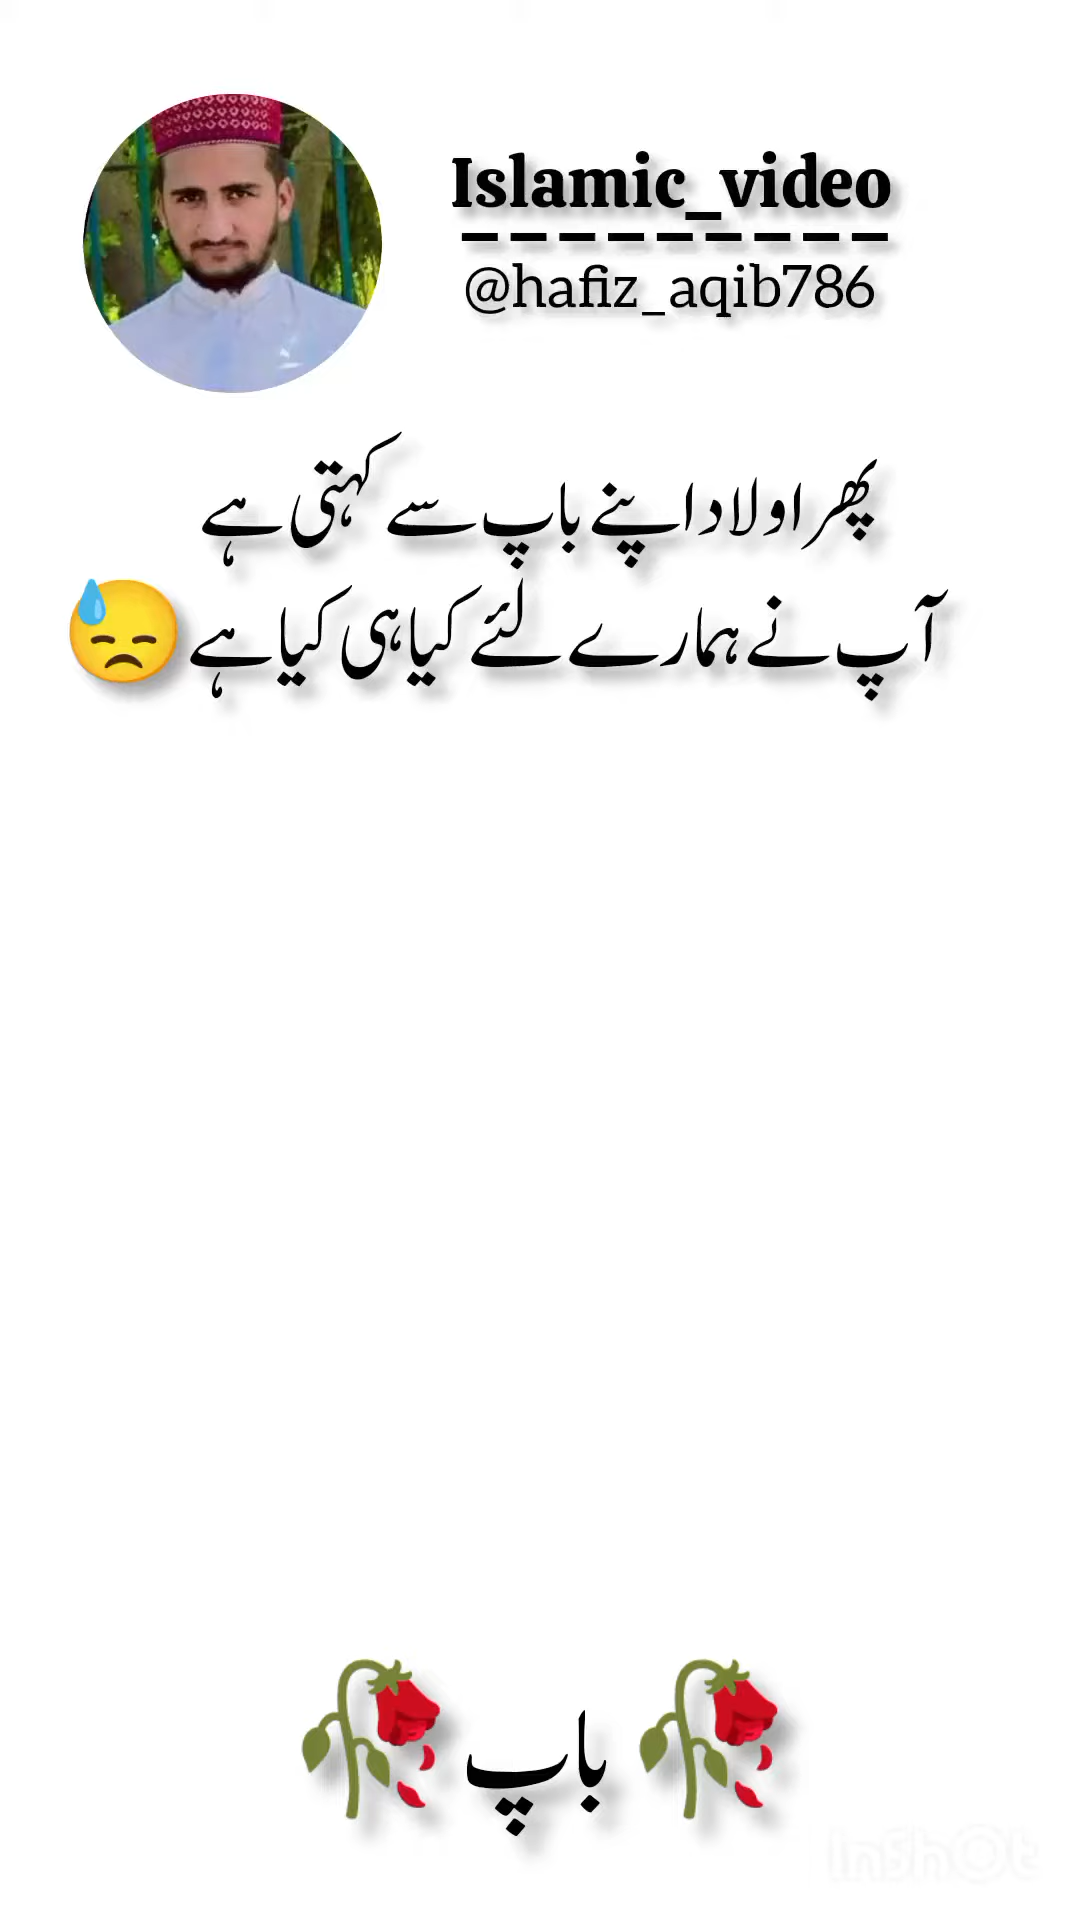 Islamic_video
@hafiz_aqib786
پھر اولاد اپنے باپ سے کہتی ہے
آپ نے ہمارے لئے کیا ہی کیا ہے😓
🥀باپ🥀
InShOt